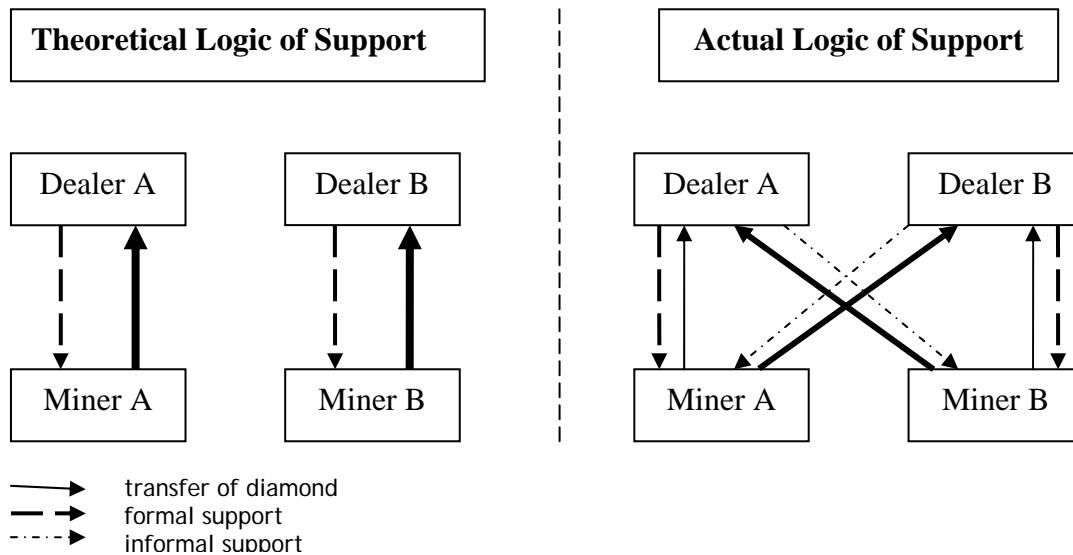 Theoretical Logic of Support
Actual Logic of Support
Dealer A
Dealer B
Dealer A
Dealer B
Miner A
Miner B
Miner A
Miner B
transfer of diamond
formal support
informal support